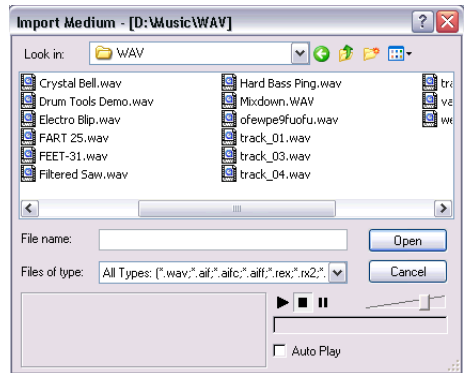 Import Medium - [D:\Music\WAV]
Look in: WAV
Crystal Bell.wav
Drum Tools Demo.wav
Electro Blip.wav
FART 25.wav
FEET-31.wav
Filtered Saw.wav
Hard Bass Ping.wav
Mixdown.WAV
ofewpe9fuofu.wav
track_01.wav
track_03.wav
track_04.wav
File name:
Open
Files of type: All Types: (*.wav;*.aif;*.aifc;*.aiff;*.rex;*.rx2;*.
Cancel
Auto Play